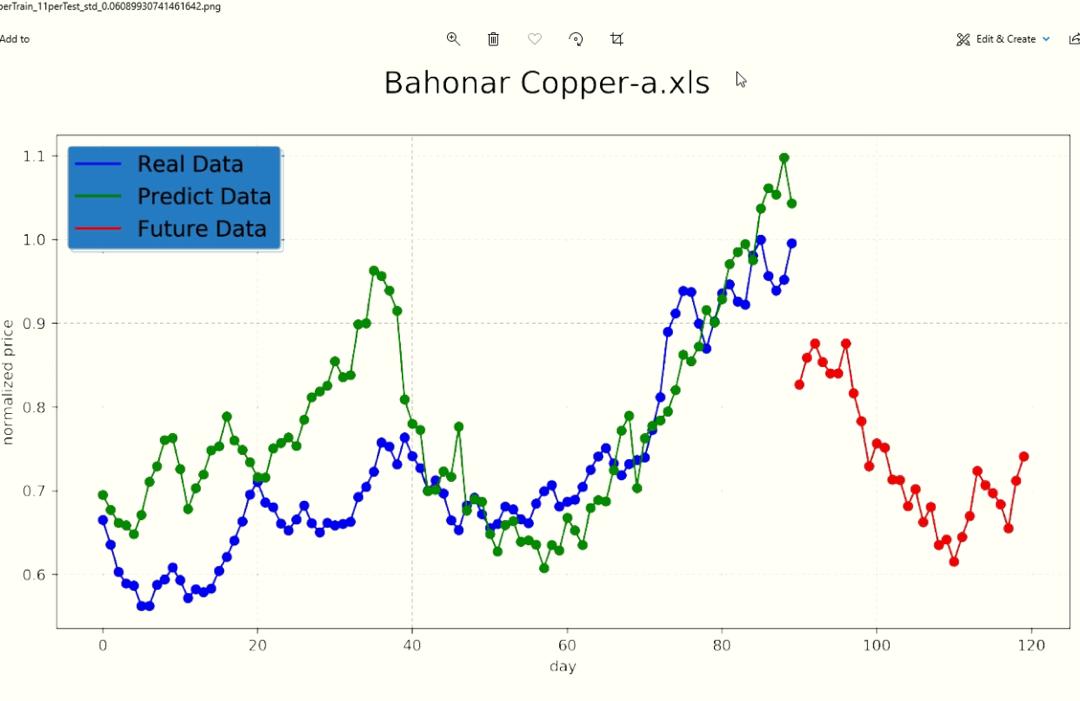 perTrain_11perTest_std_0.06089930741461642.png
Add to
Edit & Create
Bahonar Copper-a.xls
Real Data
Predict Data
Future Data
normalized price
1.1
1.0
0.9
0.8
0.7
0.6
0 20 40 60 80 100 120
day